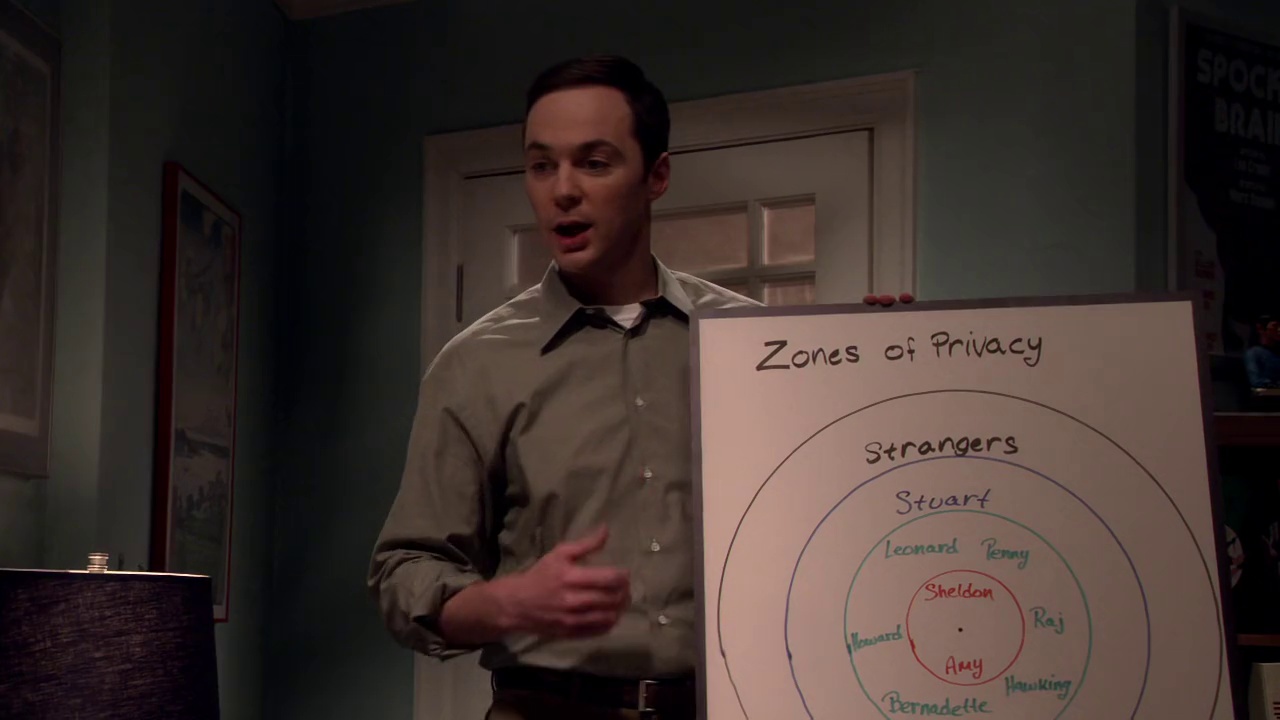 SPOCK
BRAI
Zones of Privacy
Strangers
Stuart
Leonard Penny
Sheldon
Raj
Howard
Amy
Hawking
Bernadette